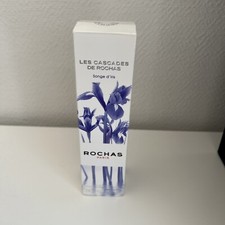 LES CASCADES
DE ROCHAS
Songe d'Iris
ROCHAS
PARIS